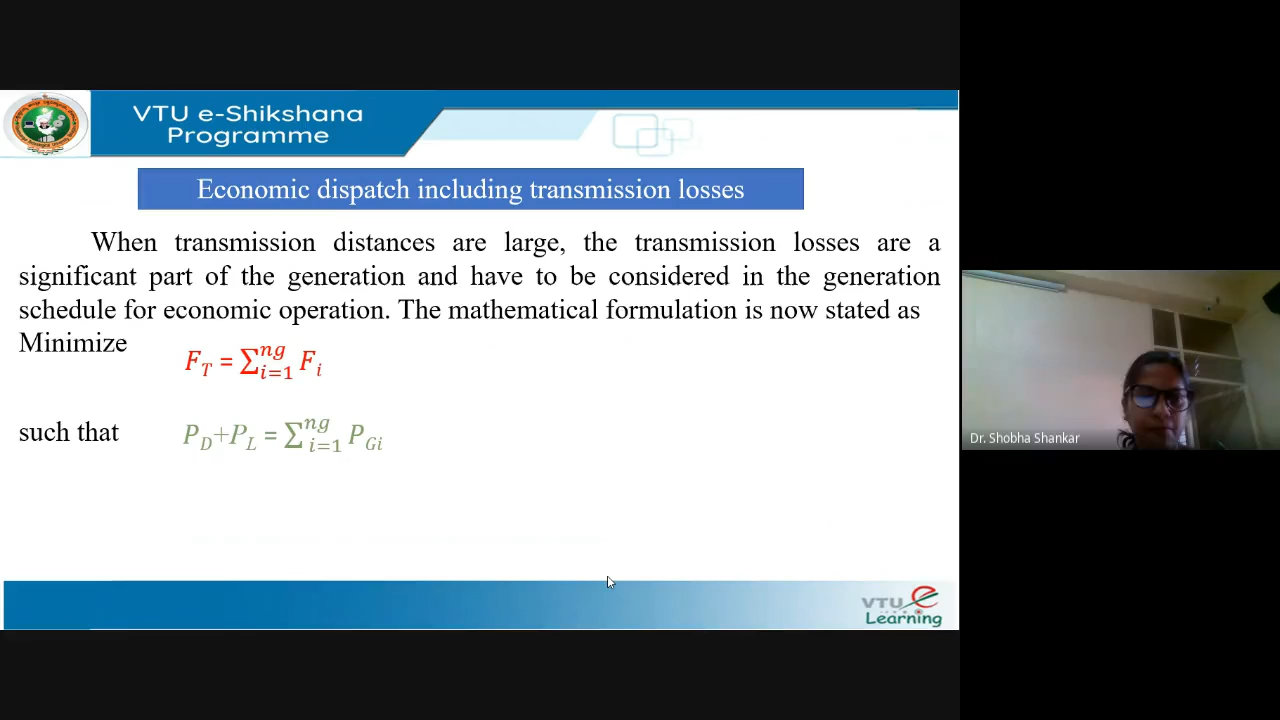 VTU e-Shikshana
Programme
Economic dispatch including transmission losses
When transmission distances are large, the transmission losses are a
significant part of the generation and have to be considered in the generation
schedule for economic operation. The mathematical formulation is now stated as
Minimize
F_T = ∑_{i=1}^{ng} F_i
such that P_D+P_L = ∑_{i=1}^{ng} P_{Gi}
Dr. Shobha Shankar
VTU e
Learning